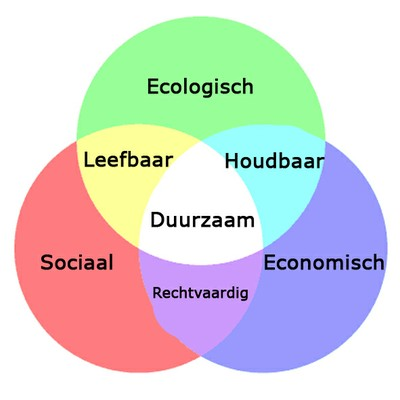 Ecologisch
Leefbaar
Houdbaar
Duurzaam
Sociaal
Economisch
Rechtvaardig